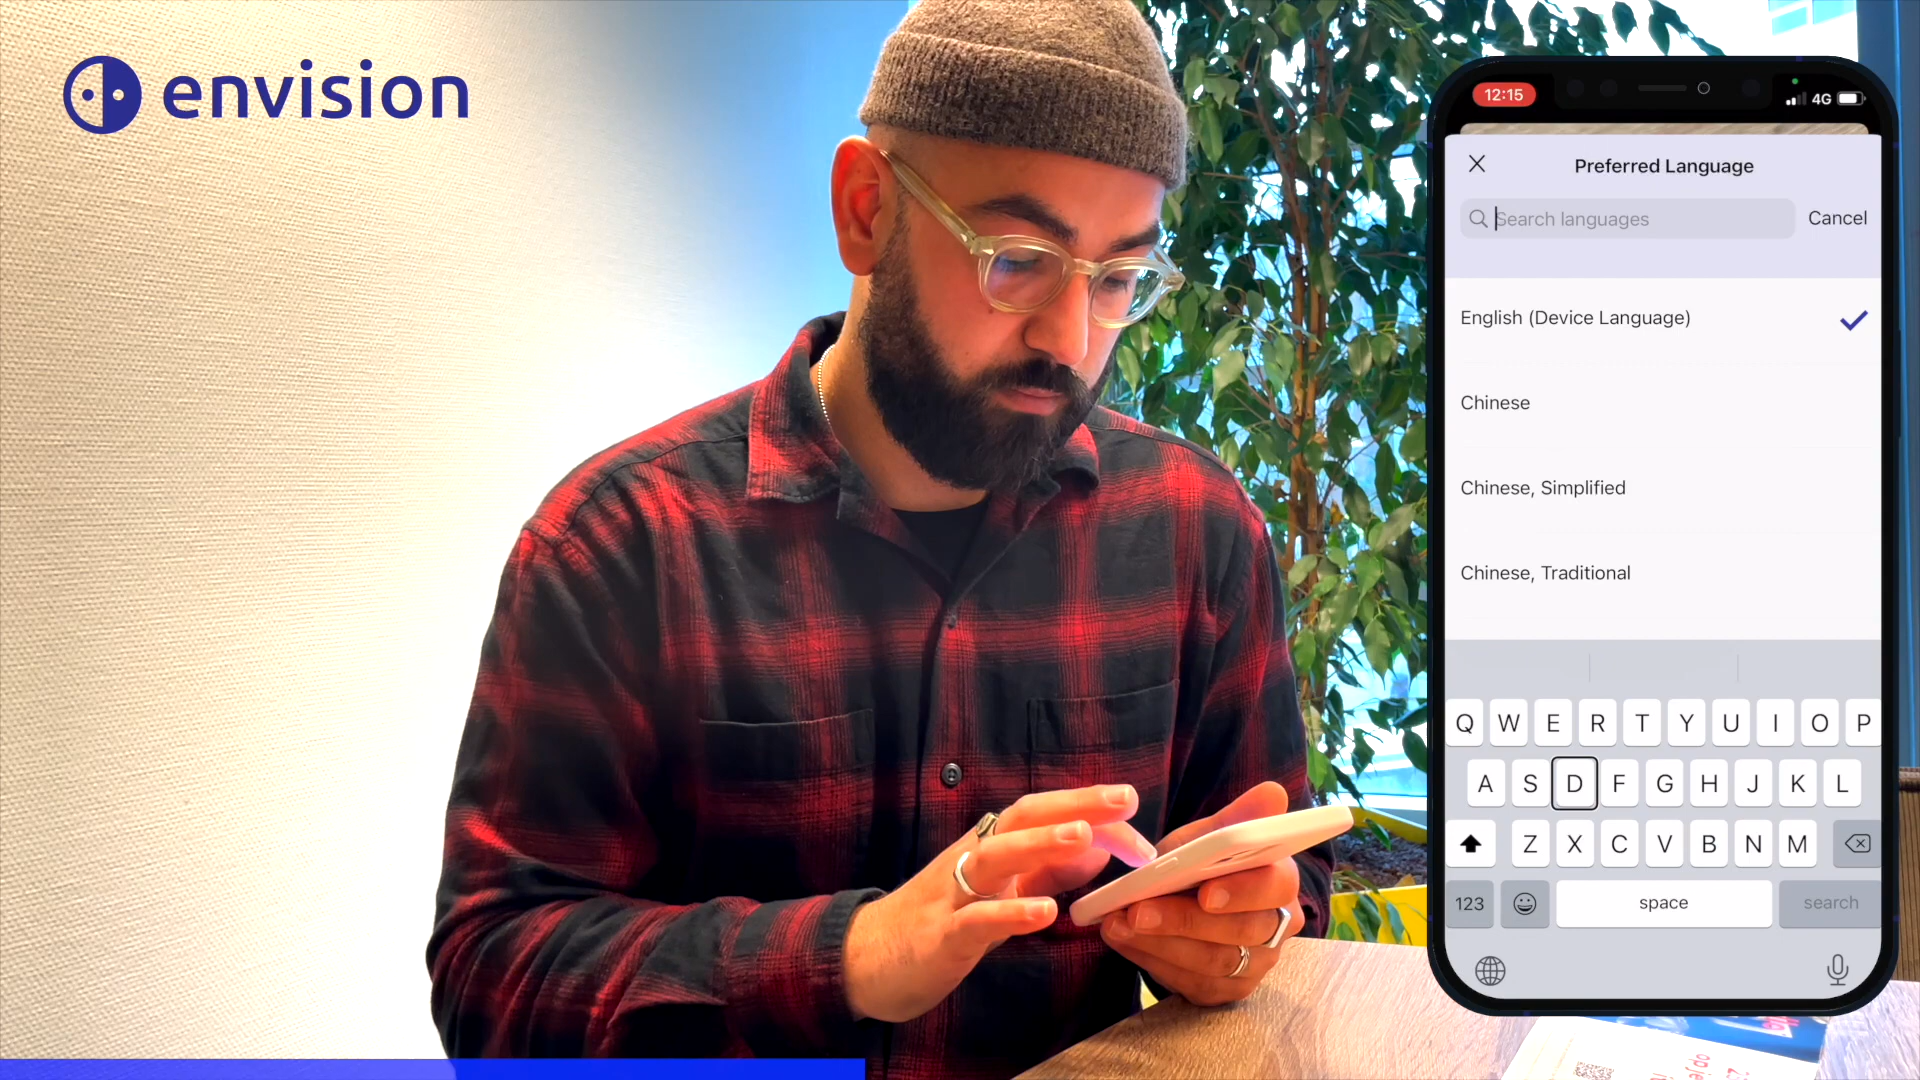 envision
12:15
4G
Preferred Language
Search languages
Cancel
English (Device Language)
Chinese
Chinese, Simplified
Chinese, Traditional
Q W E R T Y U I O P
A S D F G H J K L
Z X C V B N M
123
space
search